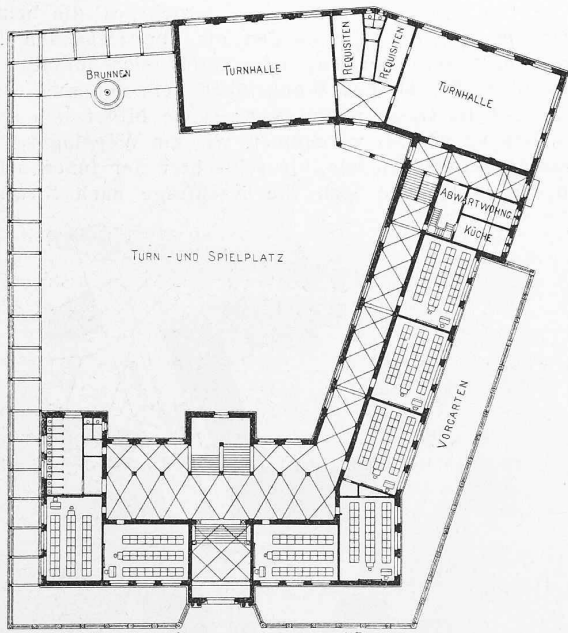 BRUNNEN
TURNHALLE
REQUISITEN
REQUISITEN
TURNHALLE
ABWARTWOHNG
KÜCHE
TURN - UND SPIELPLATZ
VORGARTEN